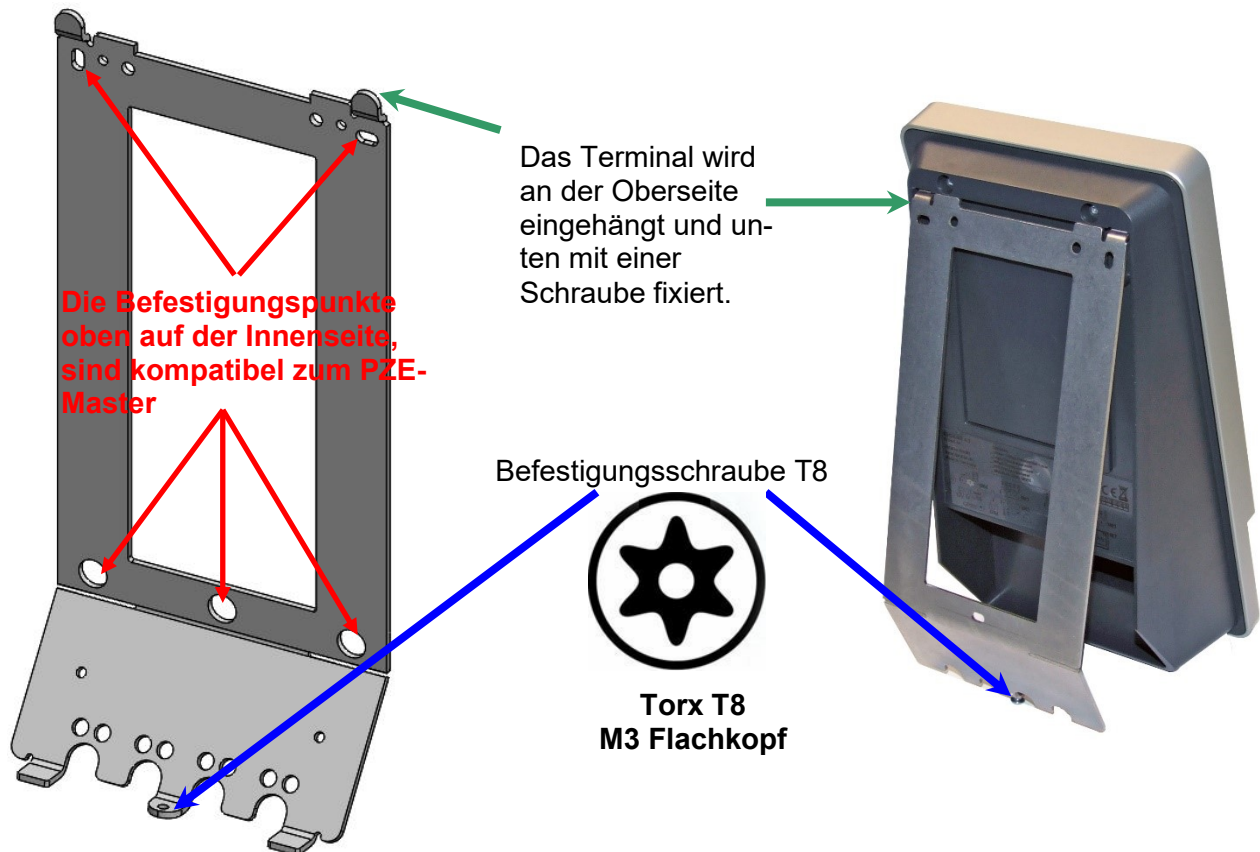 Das Terminal wird
an der Oberseite
eingehängt und un-
ten mit einer
Schraube fixiert.
Die Befestigungspunkte
oben auf der Innenseite,
sind kompatibel zum PZE-
Master
Befestigungsschraube T8
Torx T8
M3 Flachkopf